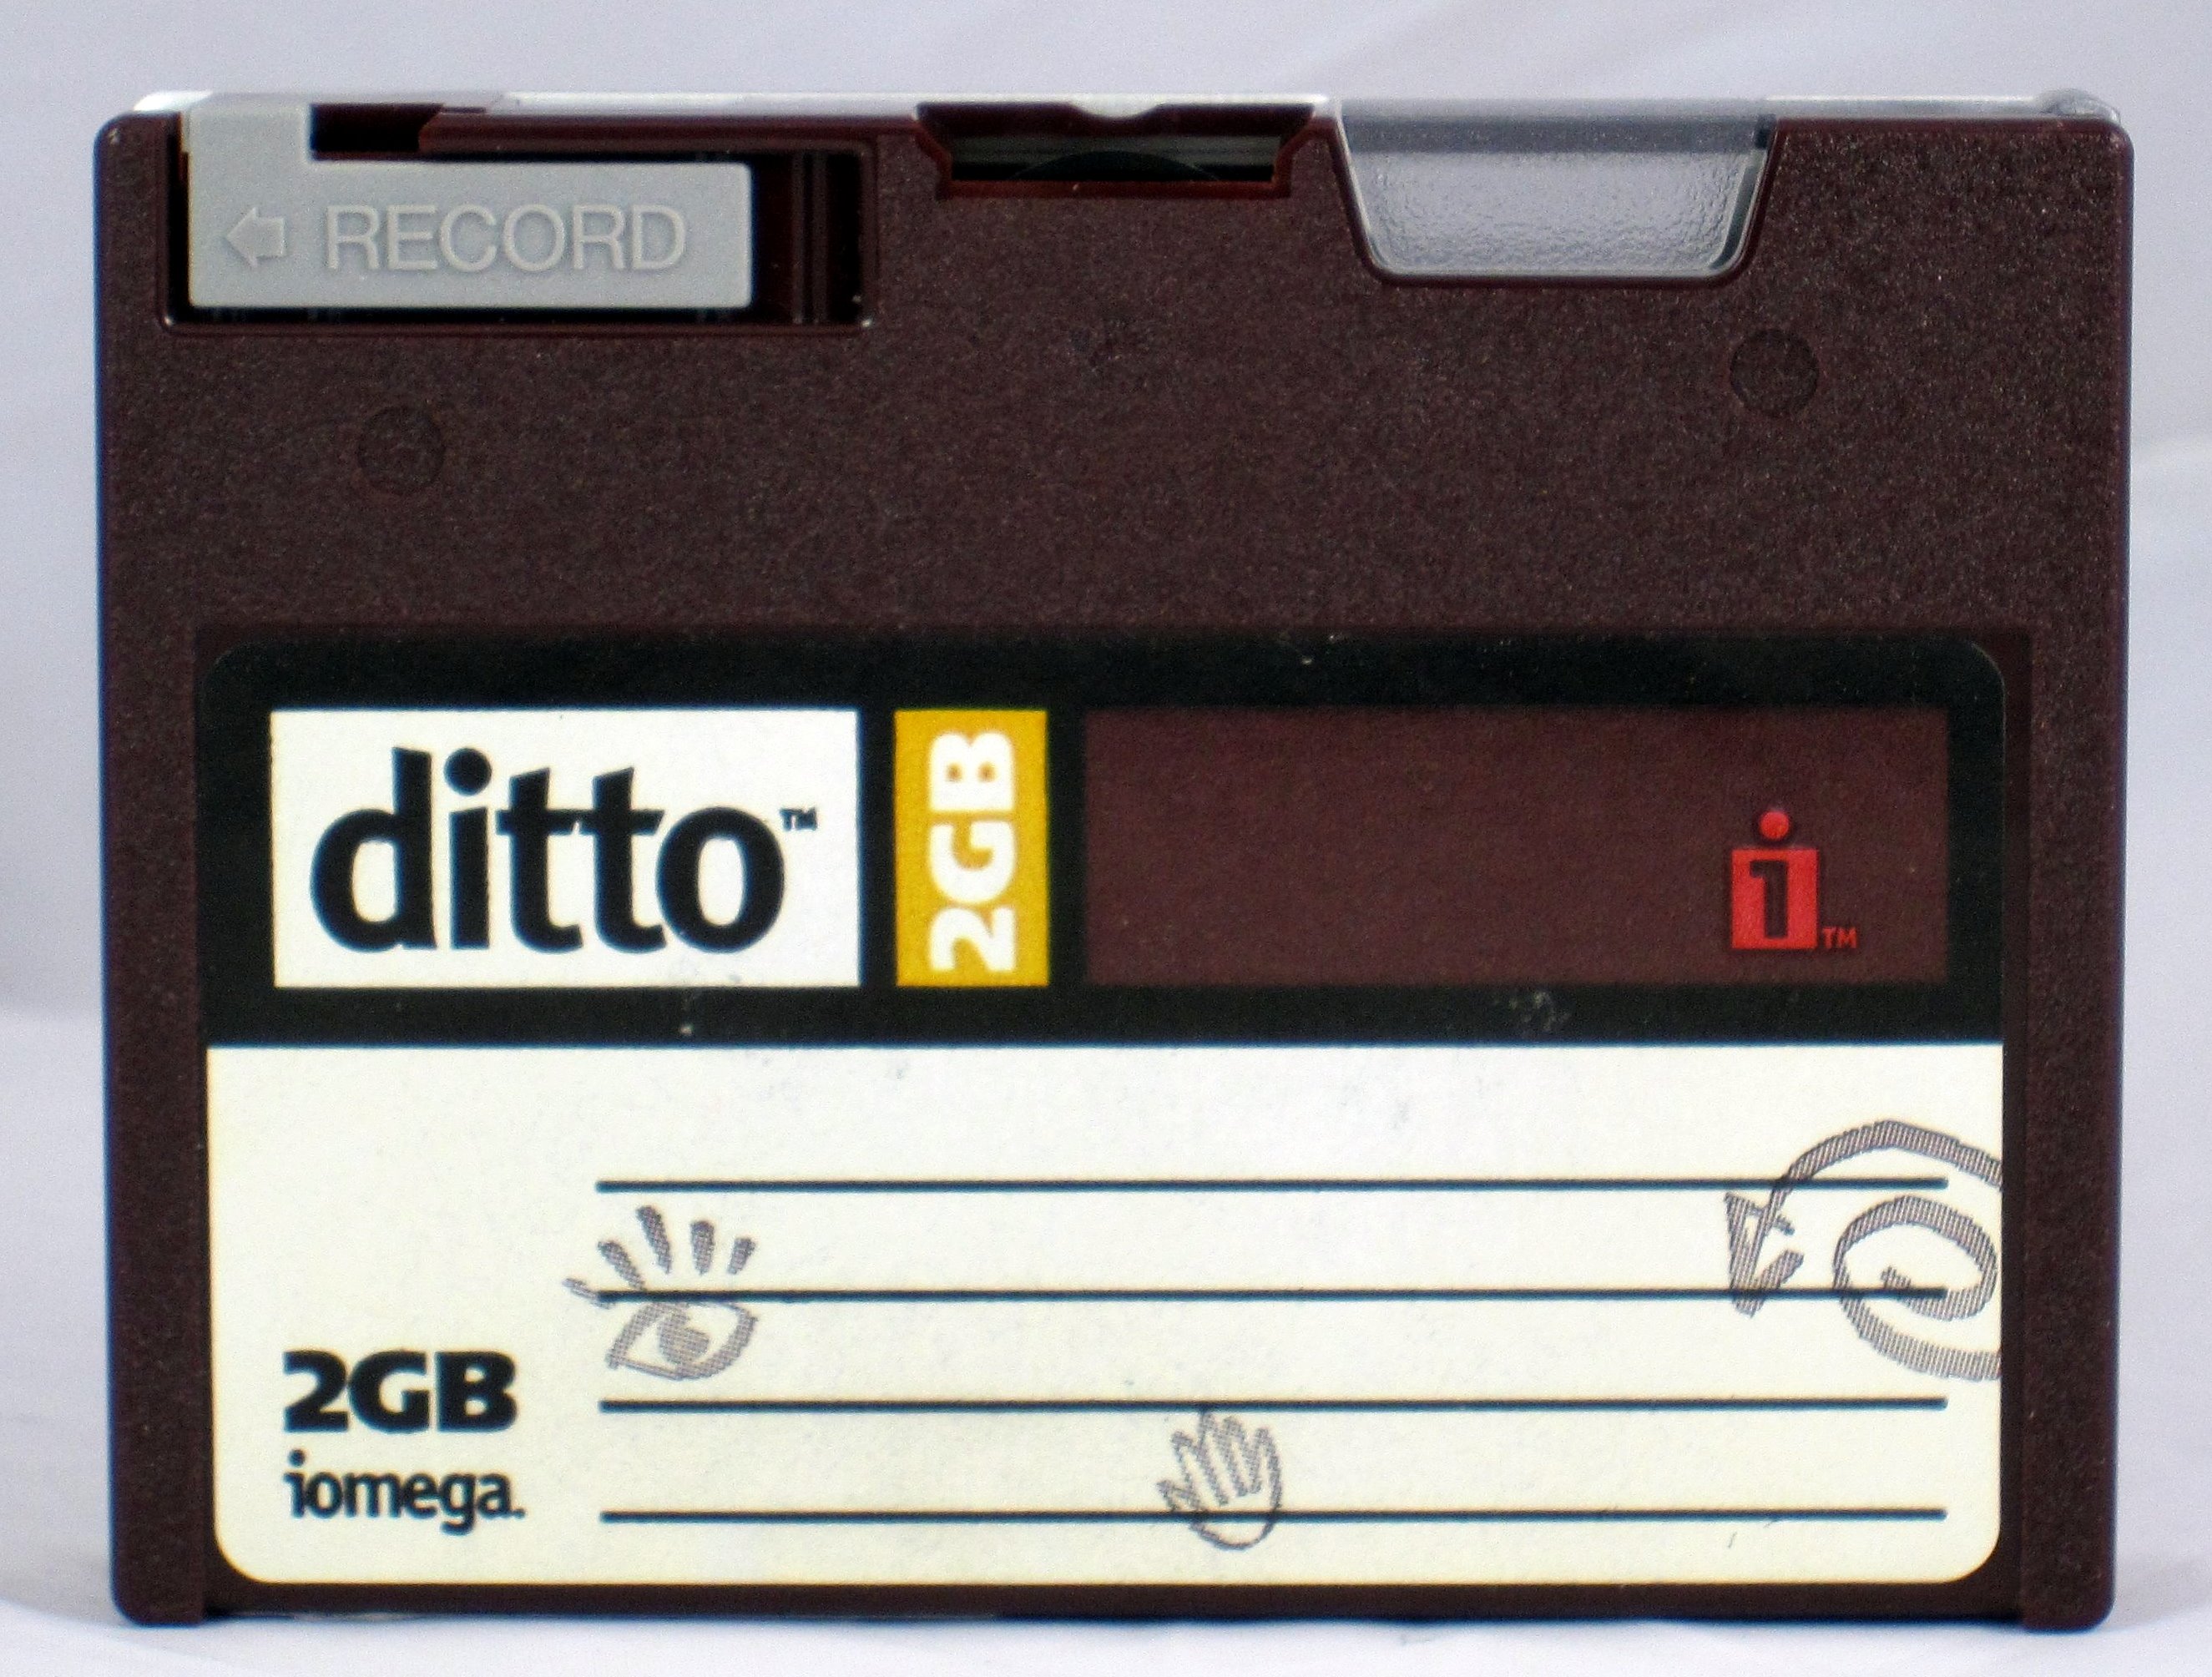 RECORD
ditto™
2GB
i™
2GB
iomega.